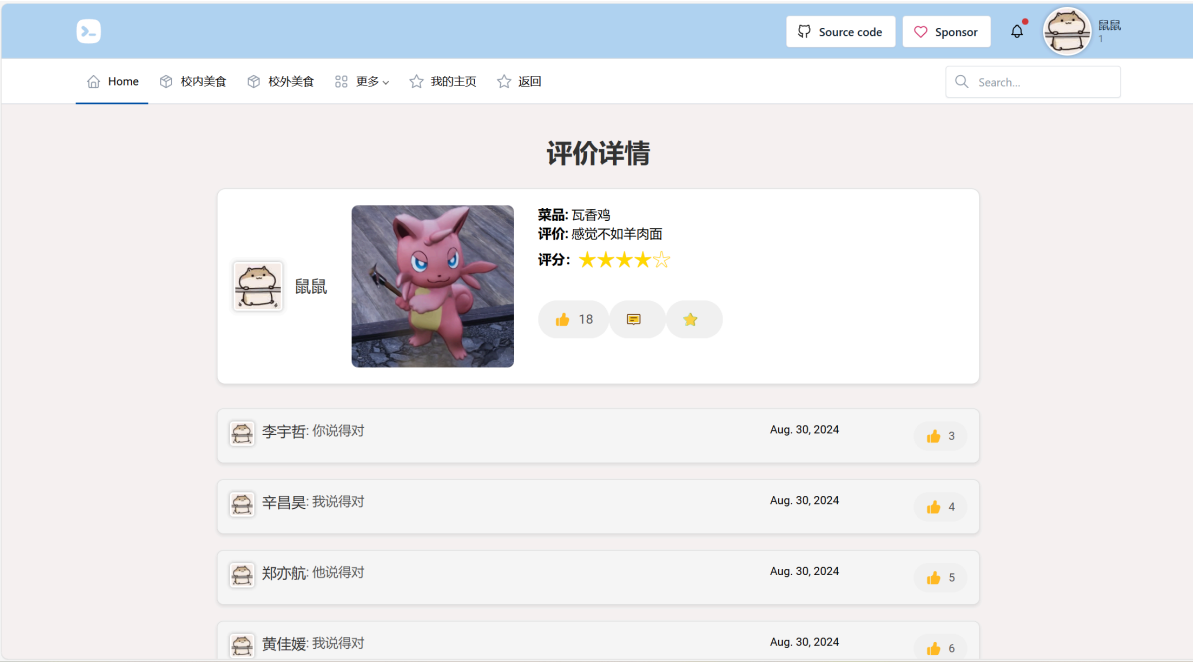 Source code
Sponsor
鼠鼠
1
Home
校内美食
校外美食
更多
我的主页
返回
Search...
评价详情
鼠鼠
菜品: 瓦香鸡
评价: 感觉不如羊肉面
评分:
18
李宇哲: 你说得对
Aug. 30, 2024
3
辛昌昊: 我说得对
Aug. 30, 2024
4
郑亦航: 他说得对
Aug. 30, 2024
5
黄佳媛: 我说得对
Aug. 30, 2024
6